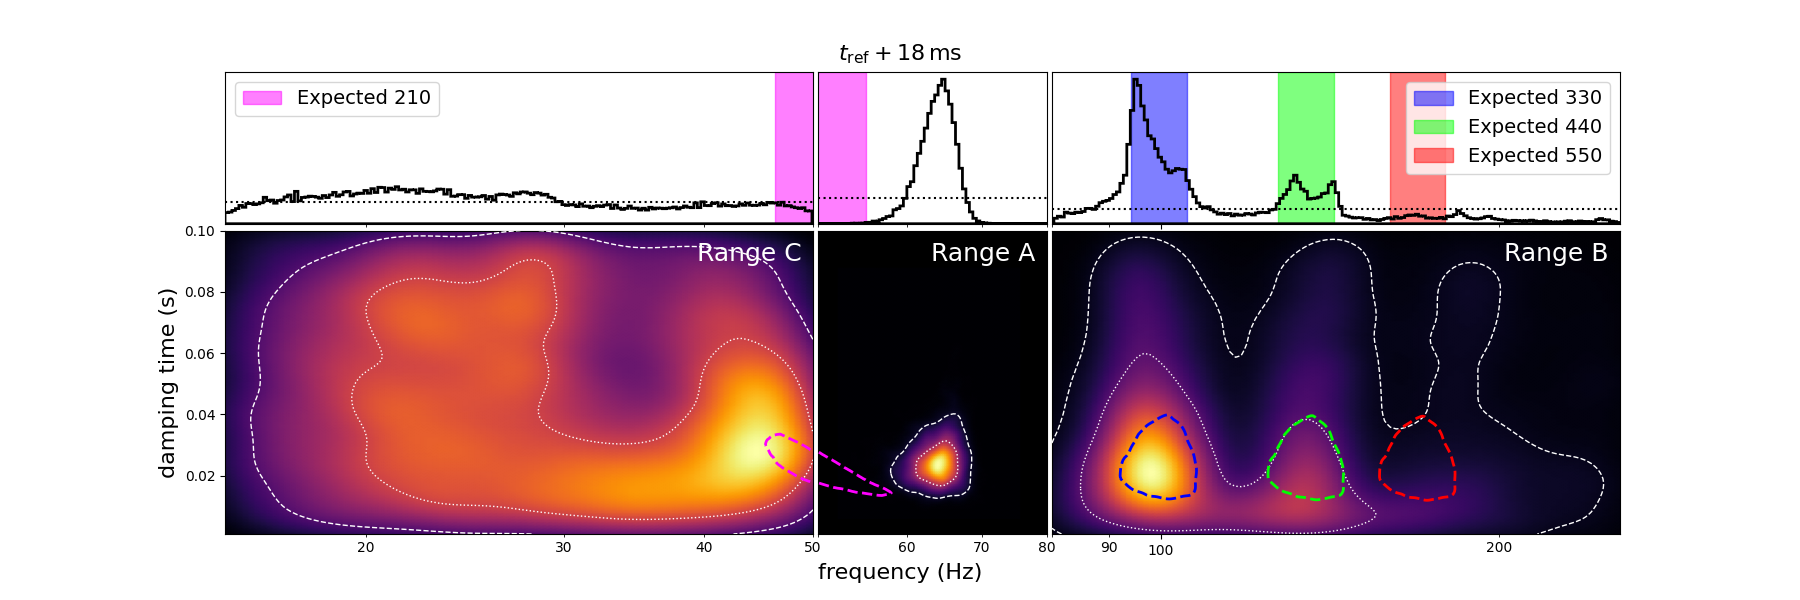 t_ref + 18 ms
Expected 210
Expected 330
Expected 440
Expected 550
Range C
Range A
Range B
damping time (s)
0.10
0.08
0.06
0.04
0.02
20 30 40 50 60 70 80 90 100 200
frequency (Hz)